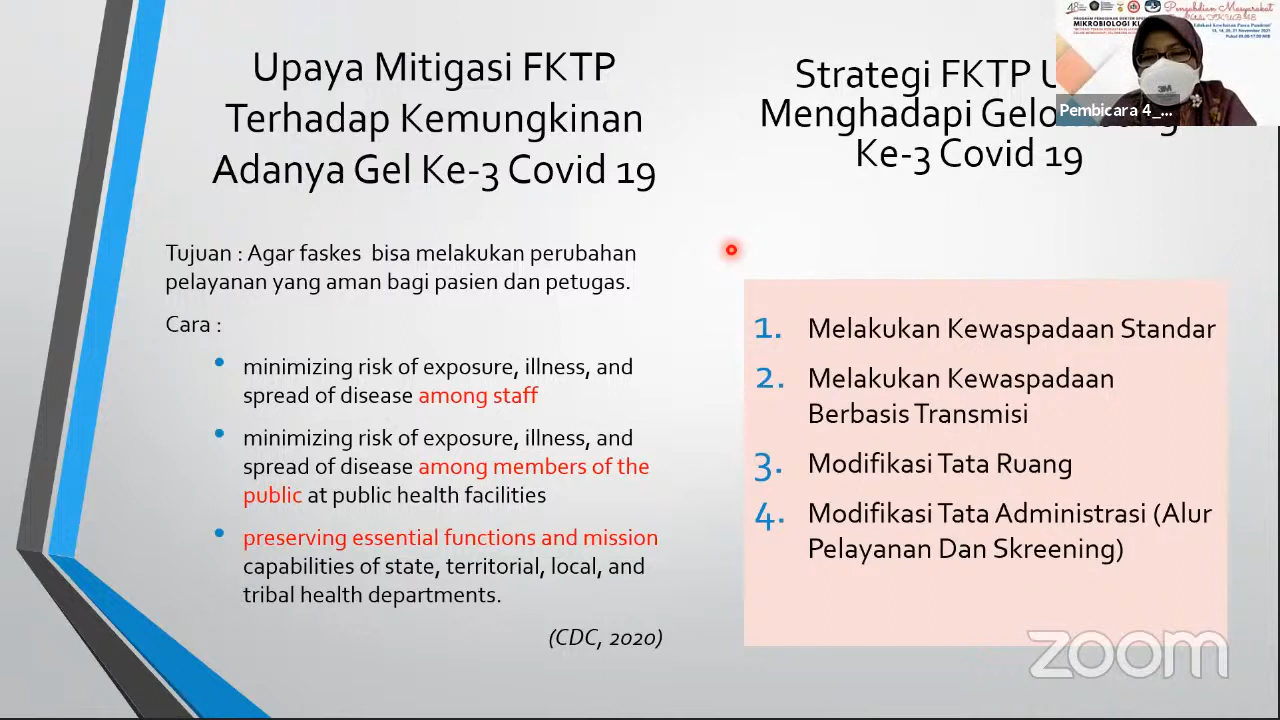 Upaya Mitigasi FKTP
Terhadap Kemungkinan
Adanya Gel Ke-3 Covid 19
Tujuan : Agar faskes bisa melakukan perubahan
pelayanan yang aman bagi pasien dan petugas.
Cara :
minimizing risk of exposure, illness, and
spread of disease among staff
minimizing risk of exposure, illness, and
spread of disease among members of the
public at public health facilities
preserving essential functions and mission
capabilities of state, territorial, local, and
tribal health departments.
(CDC, 2020)
Strategi FKTP
Menghadapi
Ke-3 Covid 19
1. Melakukan Kewaspadaan Standar
2. Melakukan Kewaspadaan
Berbasis Transmisi
3. Modifikasi Tata Ruang
4. Modifikasi Tata Administrasi (Alur
Pelayanan Dan Skreening)
Pengabdian Masyarakat
MIKROBIOLOGI
3M
Pembicara 4_...
zoom